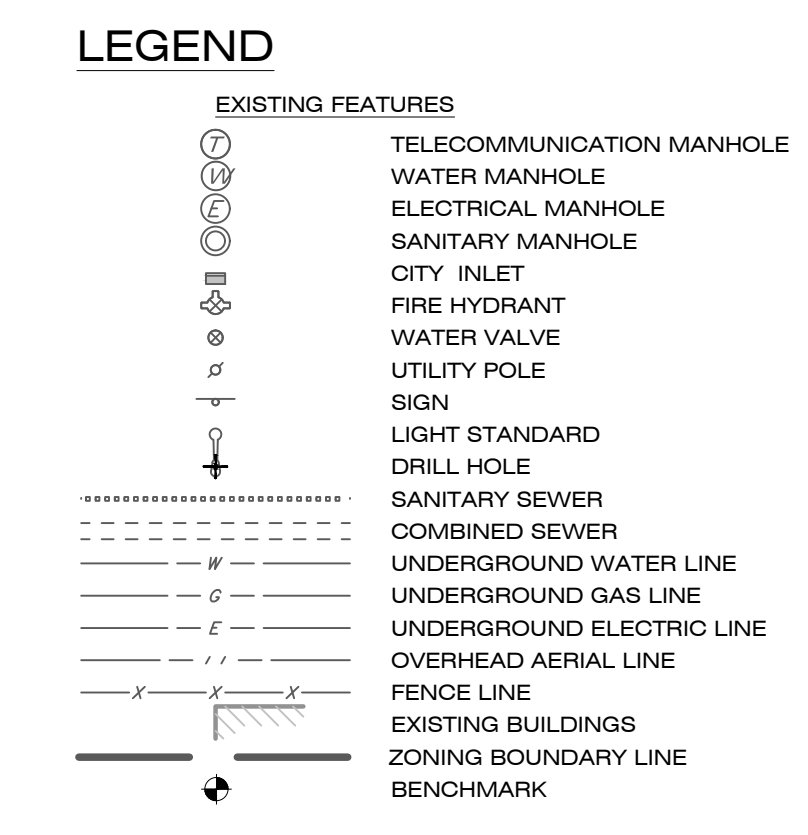 LEGEND
EXISTING FEATURES
T TELECOMMUNICATION MANHOLE
W WATER MANHOLE
E ELECTRICAL MANHOLE
SANITARY MANHOLE
CITY INLET
FIRE HYDRANT
WATER VALVE
UTILITY POLE
SIGN
LIGHT STANDARD
DRILL HOLE
SANITARY SEWER
COMBINED SEWER
W UNDERGROUND WATER LINE
G UNDERGROUND GAS LINE
E UNDERGROUND ELECTRIC LINE
OVERHEAD AERIAL LINE
X X X FENCE LINE
EXISTING BUILDINGS
ZONING BOUNDARY LINE
BENCHMARK